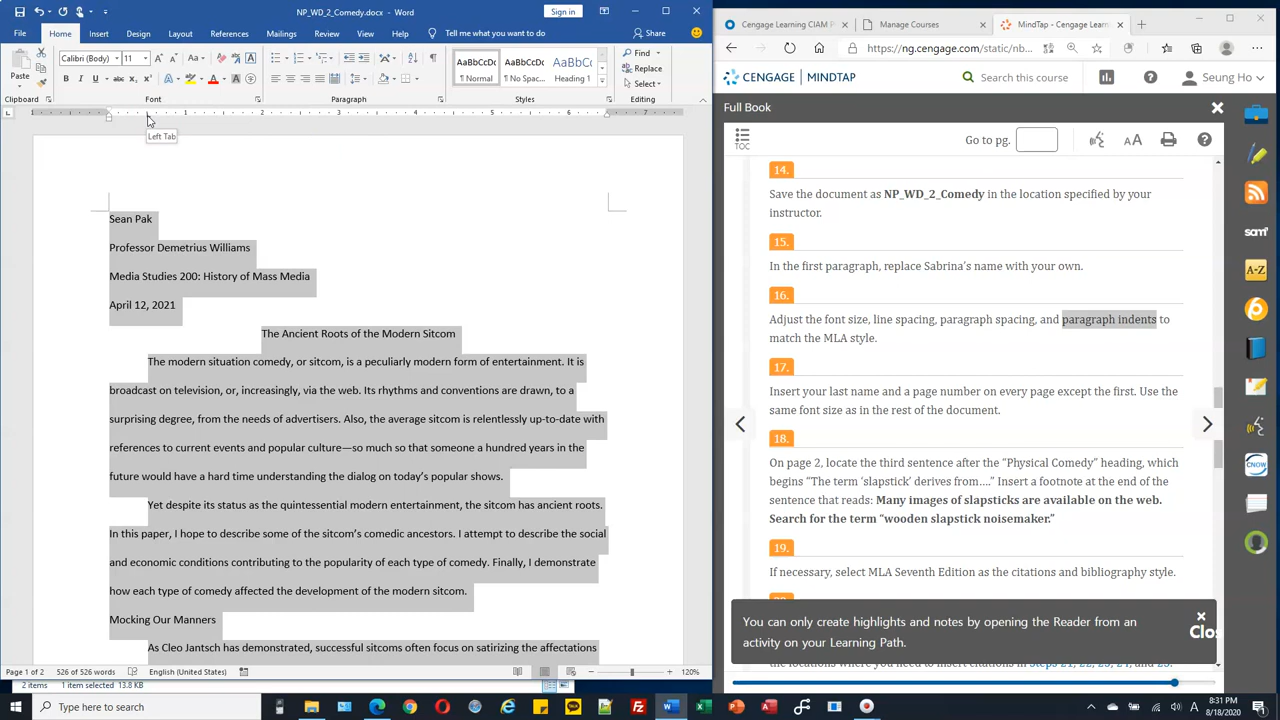 NP_WD_2_Comedy.docx - Word
Sign in
File
Home
Insert
Design
Layout
References
Mailings
Review
View
Help
Tell me what you want to do
Share
Paste
Calibri (Body)
11
AaBbCcDc
AaBbCcDc
AaBbCc
¶ Normal
¶ No Spac...
Heading 1
Find
Replace
Select
Clipboard
Font
Paragraph
Styles
Editing
Left Tab
Sean Pak
Professor Demetrius Williams
Media Studies 200: History of Mass Media
April 12, 2021
The Ancient Roots of the Modern Sitcom
The modern situation comedy, or sitcom, is a peculiarly modern form of entertainment. It is
broadcast on television, or, increasingly, via the web. Its rhythms and conventions are drawn, to a
surprising degree, from the needs of advertisers. Also, the average sitcom is relentlessly up-to-date with
references to current events and popular culture—so much so that someone a hundred years in the
future would have a hard time understanding the dialog on today's popular shows.
Yet despite its status as the quintessential modern entertainment, the sitcom has ancient roots.
In this paper, I hope to describe some of the sitcom's comedic ancestors. I attempt to describe the social
and economic conditions contributing to the popularity of each type of comedy. Finally, I demonstrate
how each type of comedy affected the development of the modern sitcom.
Mocking Our Manners
As Cleo Jantsch has demonstrated, successful sitcoms often focus on satirizing the affectations
Page 1 of 2
526 of 526 words
English (United States)
120%
2 items
1 item selected 13.8 KB
Cengage Learning CIAM P
Manage Courses
MindTap - Cengage Learn
https://ng.cengage.com/static/nb
CENGAGE MINDTAP
Search this course
Seung Ho
Full Book
TOC
Go to pg.
AA
14.
Save the document as NP_WD_2_Comedy in the location specified by your
instructor.
15.
In the first paragraph, replace Sabrina's name with your own.
16.
Adjust the font size, line spacing, paragraph spacing, and paragraph indents to
match the MLA style.
17.
Insert your last name and a page number on every page except the first. Use the
same font size as in the rest of the document.
18.
On page 2, locate the third sentence after the “Physical Comedy” heading, which
begins “The term ‘slapstick’ derives from….” Insert a footnote at the end of the
sentence that reads: Many images of slapsticks are available on the web.
Search for the term “wooden slapstick noisemaker.”
19.
If necessary, select MLA Seventh Edition as the citations and bibliography style.
You can only create highlights and notes by opening the Reader from an
activity on your Learning Path.
Clos
sam
A-Z
CNOW
Type here to search
8:31 PM
8/18/2020